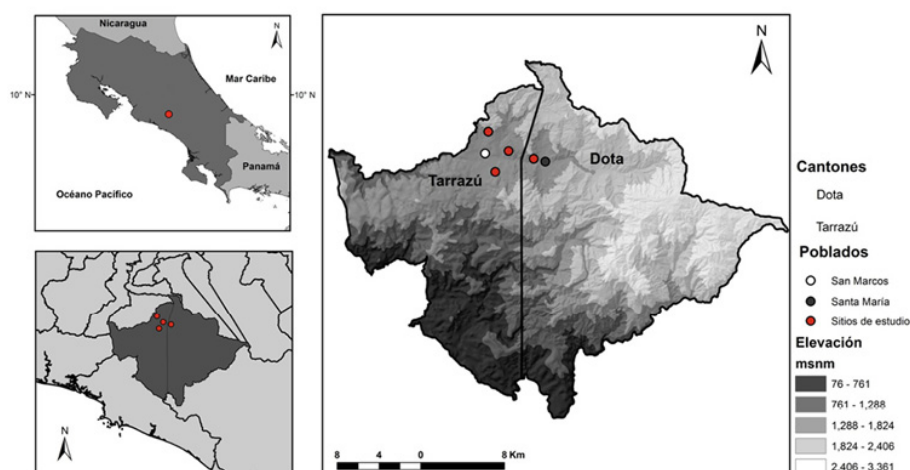 Nicaragua
N
10° N
Mar Caribe
Panamá
Océano Pacífico
N
N
10° N
Dota
Tarrazú
8 4 0 8 Km
Cantones
Dota
Tarrazú
Poblados
San Marcos
Santa María
Sitios de estudio
Elevación
msnm
76 - 761
761 - 1,288
1,288 - 1,824
1,824 - 2,406
2,406 - 3,361